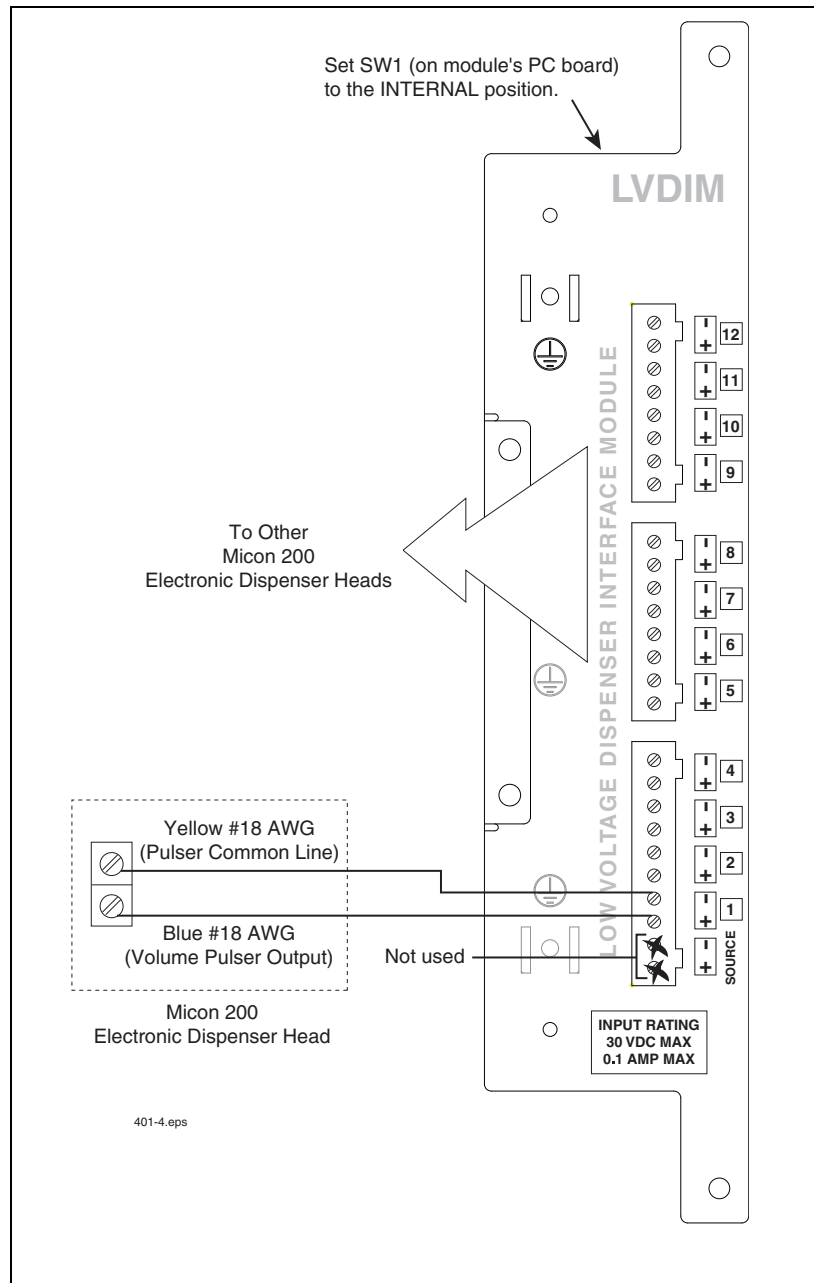 Set SW1 (on module's PC board)
to the INTERNAL position.
LVDIM
LOW VOLTAGE DISPENSER INTERFACE MODULE
- + 12
- + 11
- + 10
- + 9
To Other
Micon 200
Electronic Dispenser Heads
- + 8
- + 7
- + 6
- + 5
- + 4
- + 3
- + 2
- + 1
- + SOURCE
Yellow #18 AWG
(Pulser Common Line)
Blue #18 AWG
(Volume Pulser Output)
Not used
Micon 200
Electronic Dispenser Head
INPUT RATING
30 VDC MAX
0.1 AMP MAX
401-4.eps